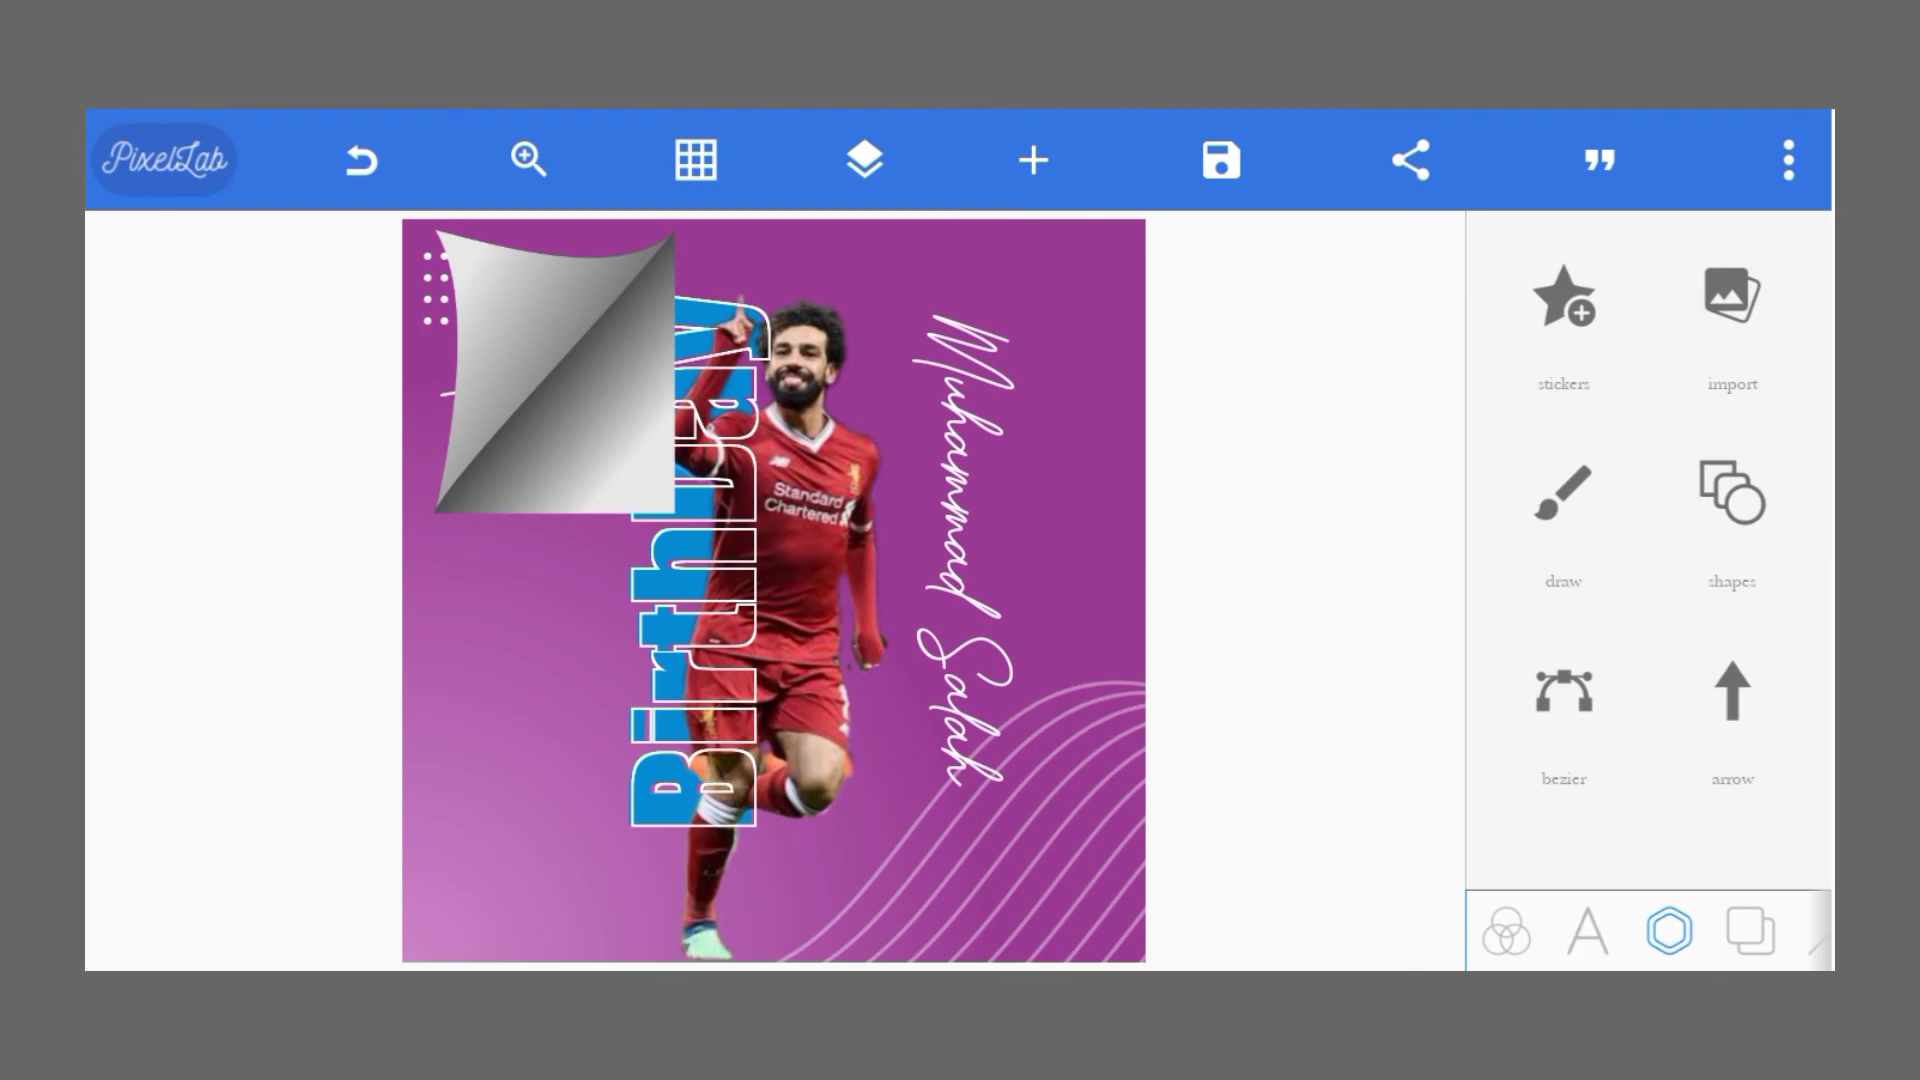 PixelLab
Birthday
Standard
Chartered
Muhammad Salah
stickers
import
draw
shapes
bezier
arrow